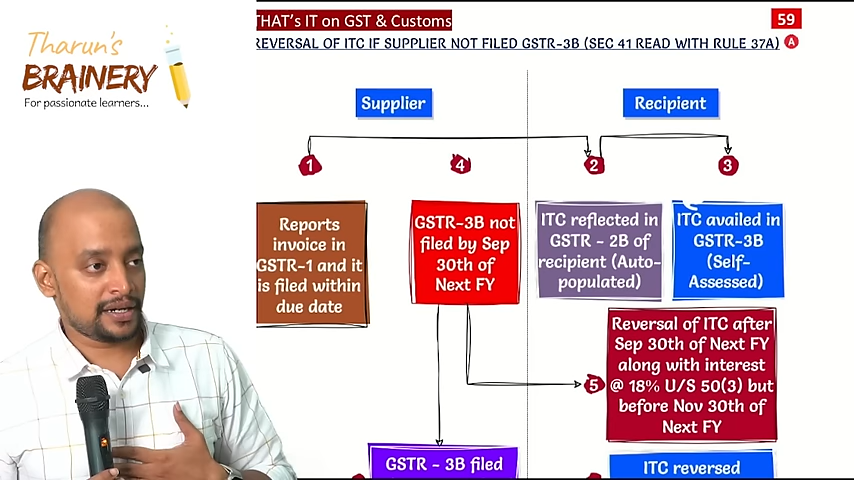 Tharun's
BRAINERY
For passionate learners...
THAT's IT on GST & Customs
59
REVERSAL OF ITC IF SUPPLIER NOT FILED GSTR-3B (SEC 41 READ WITH RULE 37A) A
Supplier
Recipient
1
4
2
3
Reports
invoice in
GSTR-1 and it
is filed within
due date
GSTR-3B not
filed by Sep
30th of
Next FY
ITC reflected in
GSTR - 2B of
recipient (Auto-
populated)
ITC availed in
GSTR-3B
(Self-
Assessed)
5
Reversal of ITC after
Sep 30th of Next FY
along with interest
@ 18% U/S 50(3) but
before Nov 30th of
Next FY
GSTR - 3B filed
ITC reversed